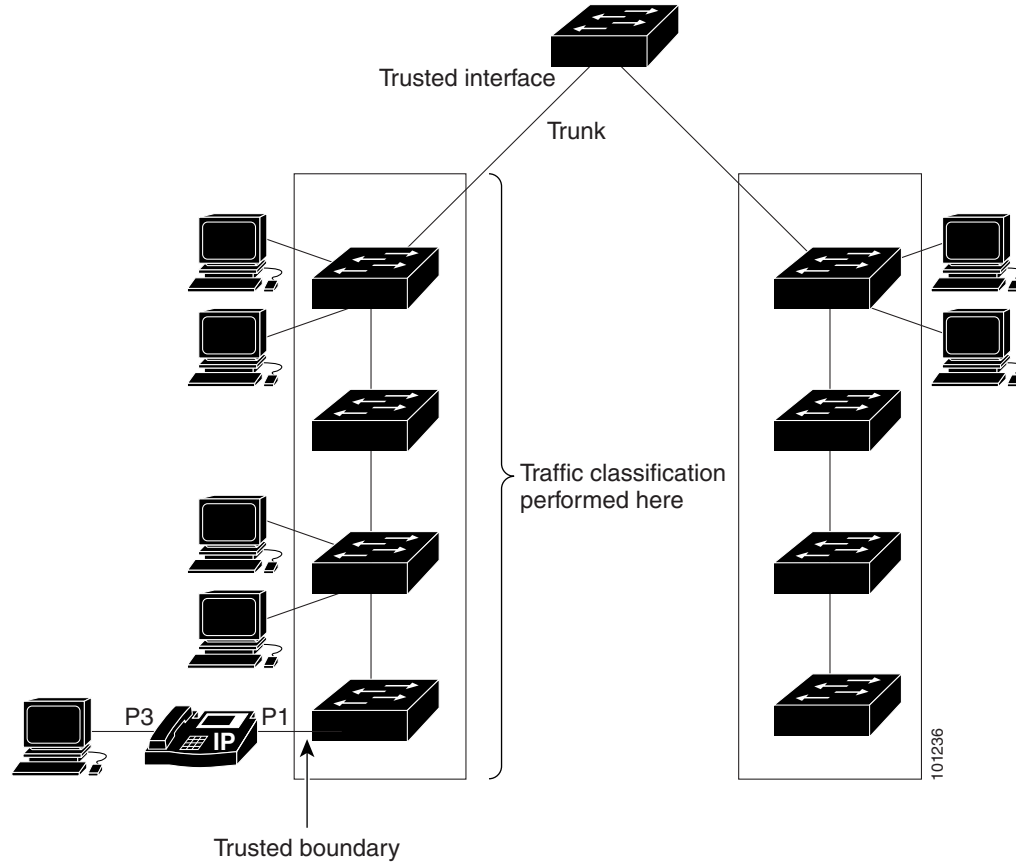 Trusted interface
Trunk
Traffic classification
performed here
P3
IP
P1
101236
Trusted boundary